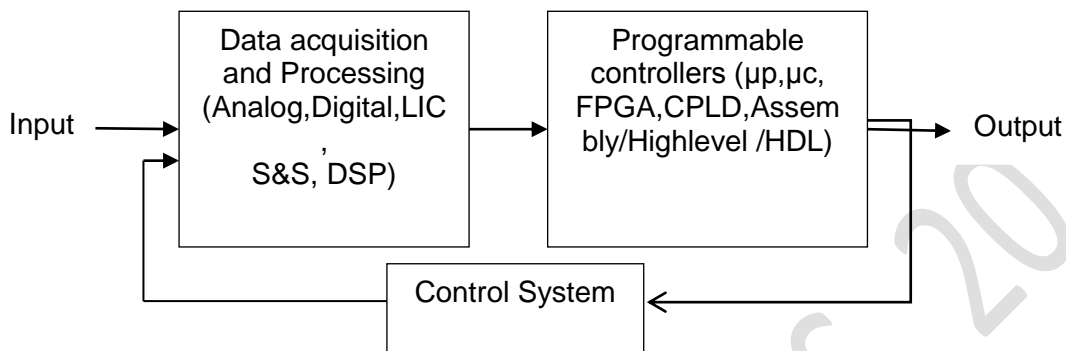 Input
Data acquisition
and Processing
(Analog,Digital,LIC
,
S&S, DSP)
Programmable
controllers (µp,µc,
FPGA,CPLD,Assem
bly/Highlevel /HDL)
Output
Control System
20